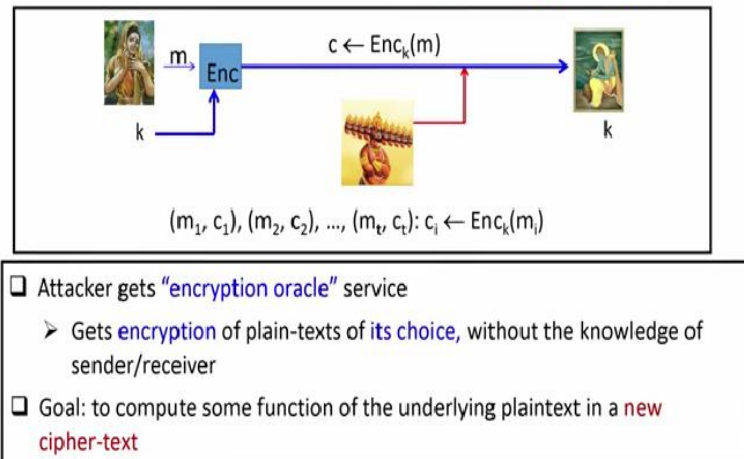 m
Enc
c ← Enc_k(m)
k
k
(m_1, c_1), (m_2, c_2), ..., (m_t, c_t): c_i ← Enc_k(m_i)
❑ Attacker gets “encryption oracle” service
➢ Gets encryption of plain-texts of its choice, without the knowledge of
sender/receiver
❑ Goal: to compute some function of the underlying plaintext in a new
cipher-text